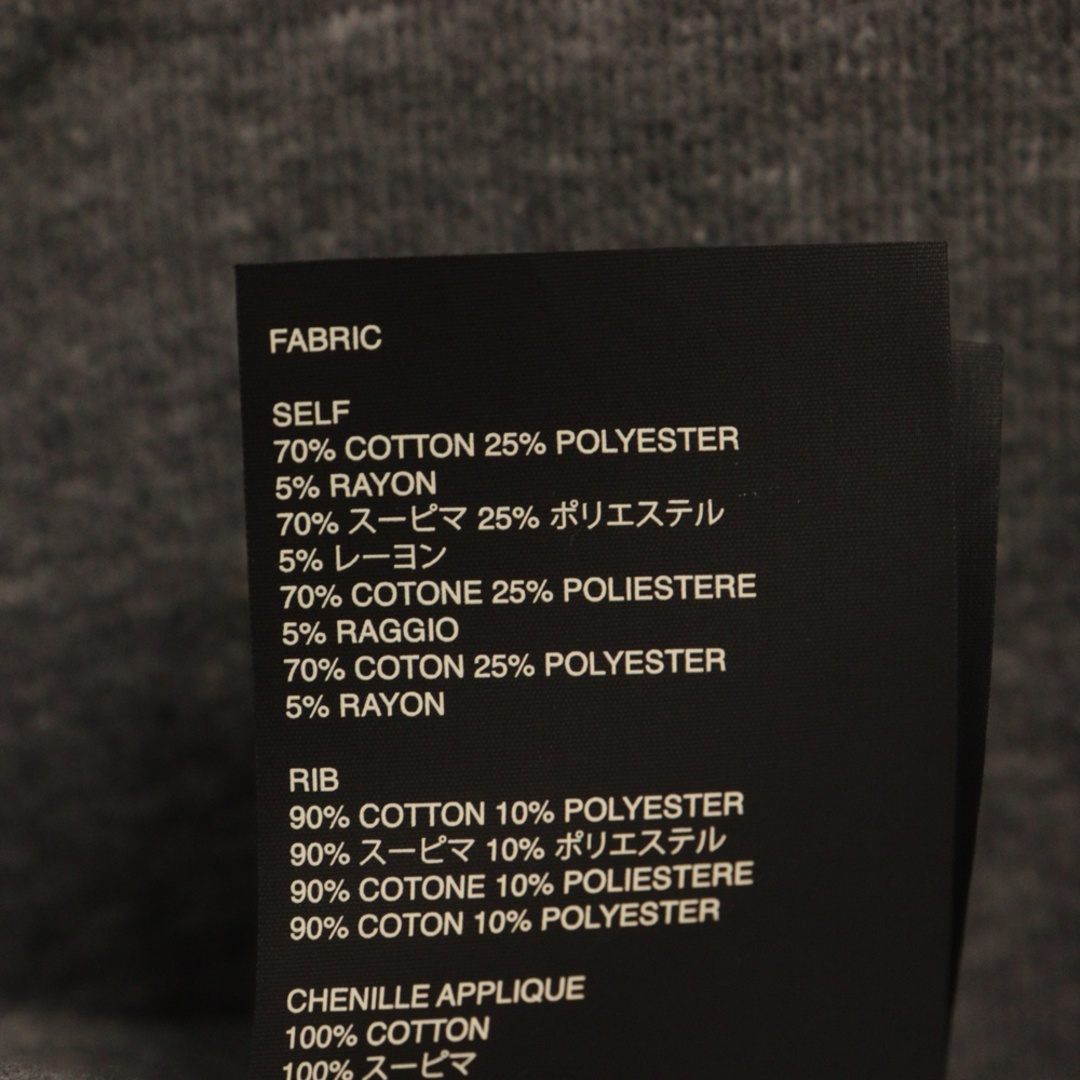 FABRIC
SELF
70% COTTON 25% POLYESTER
5% RAYON
70% スーピマ 25% ポリエステル
5% レーヨン
70% COTONE 25% POLIESTERE
5% RAGGIO
70% COTON 25% POLYESTER
5% RAYON
RIB
90% COTTON 10% POLYESTER
90% スーピマ 10% ポリエステル
90% COTONE 10% POLIESTERE
90% COTON 10% POLYESTER
CHENILLE APPLIQUE
100% COTTON
100% スーピマ